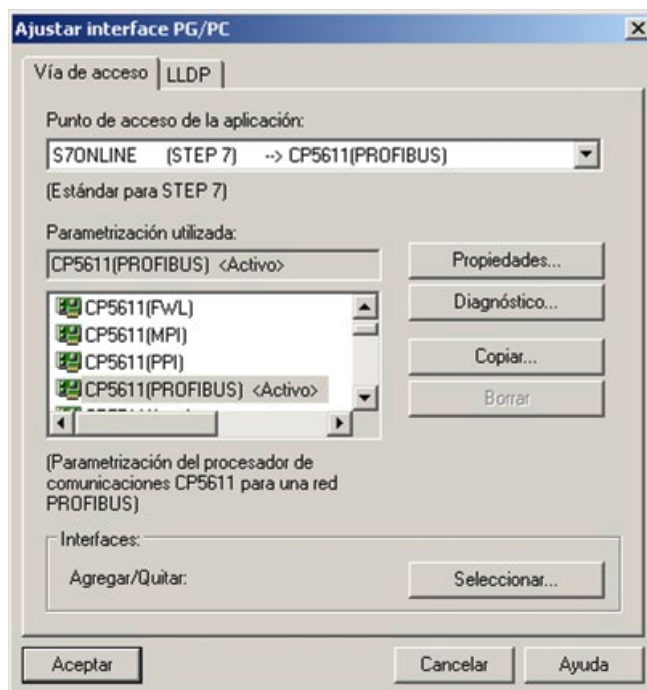 Ajustar interface PG/PC
Vía de acceso
LLDP
Punto de acceso de la aplicación:
S7ONLINE (STEP 7) --> CP5611(PROFIBUS)
(Estándar para STEP 7)
Parametrización utilizada:
CP5611(PROFIBUS) <Activo>
Propiedades...
Diagnóstico...
CP5611(FWL)
CP5611(MPI)
CP5611(PPI)
CP5611(PROFIBUS) <Activo>
Copiar...
Borrar
(Parametrización del procesador de
comunicaciones CP5611 para una red
PROFIBUS)
Interfaces:
Agregar/Quitar:
Seleccionar...
Aceptar
Cancelar
Ayuda